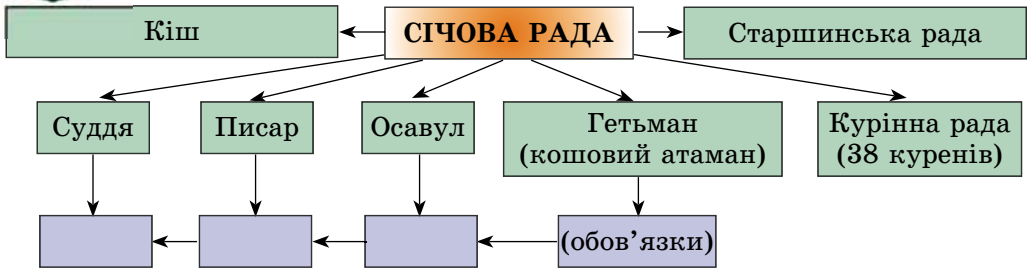 Кіш
СІЧОВА РАДА
Старшинська рада
Суддя
Писар
Осавул
Гетьман
(кошовий атаман)
Курінна рада
(38 куренів)
(обов’язки)